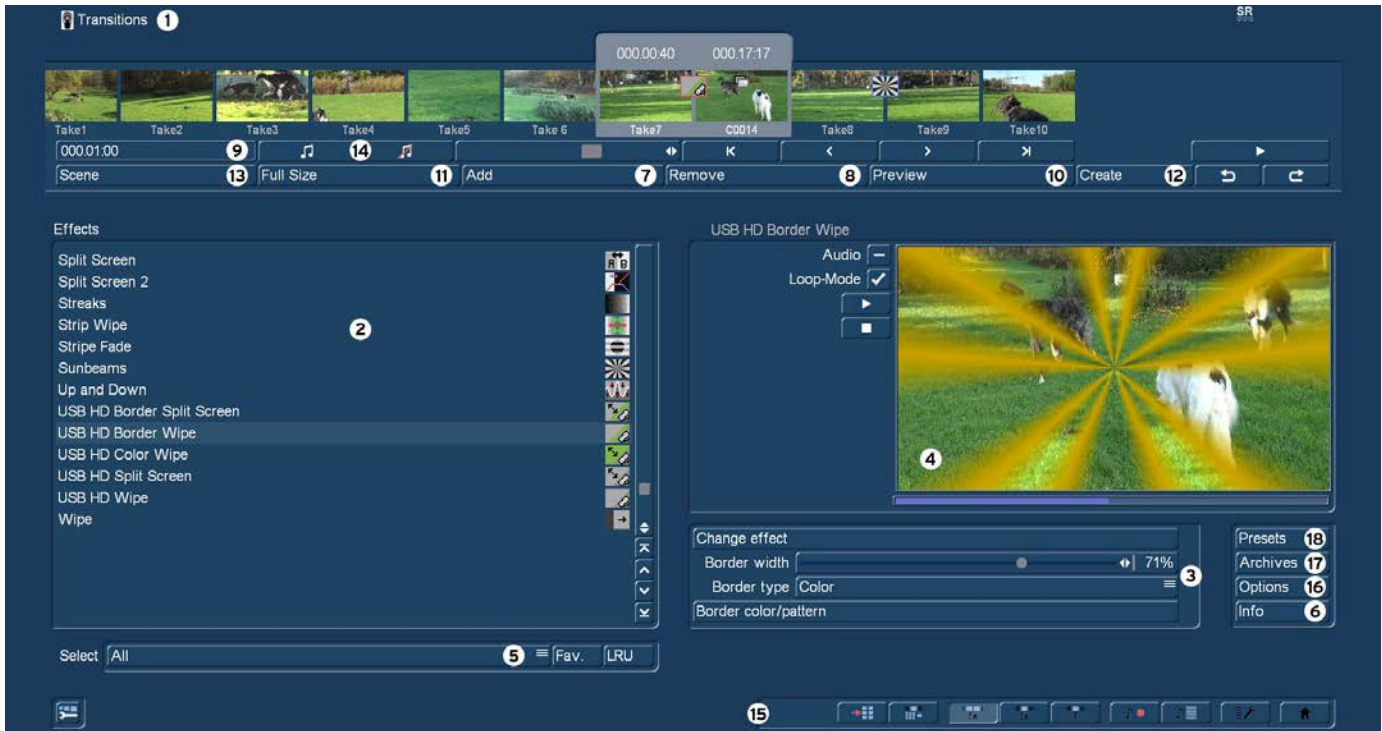 Transitions 1
SR
000.00:40 000.17:17
Take1 Take2 Take3 Take4 Take5 Take 6 Take7 C0014 Take8 Take9 Take10
000.01:00 9 14
Scene 13 Full Size 11 Add 7 Remove 8 Preview 10 Create 12
Effects
USB HD Border Wipe
Split Screen
A B
Split Screen 2
Streaks
Strip Wipe
Stripe Fade
Sunbeams
Up and Down
USB HD Border Split Screen
USB HD Border Wipe
USB HD Color Wipe
USB HD Split Screen
USB HD Wipe
Wipe
2
Audio
Loop-Mode
4
Change effect
Border width 71%
Border type Color
3
Border color/pattern
Presets 18
Archives 17
Options 16
Info 6
Select All 5 Fav. LRU
15